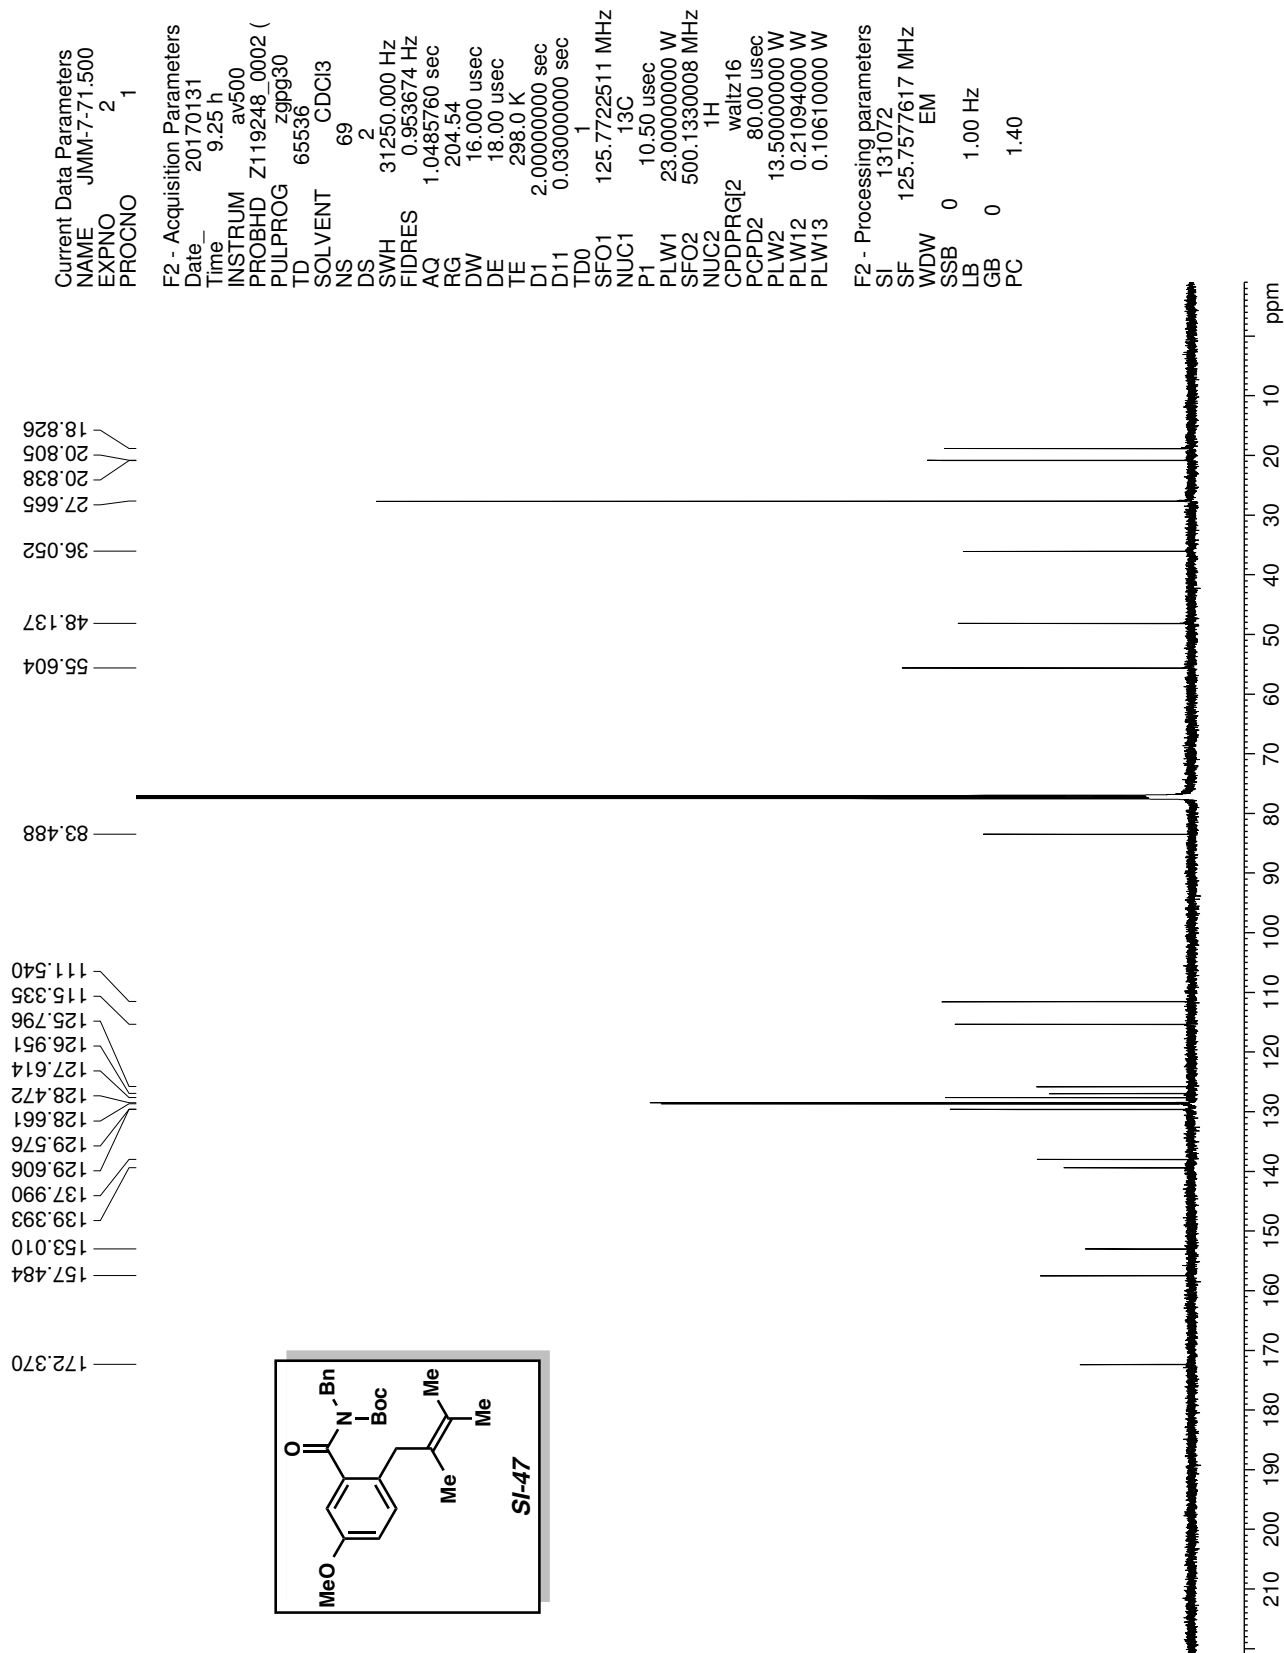 Current Data Parameters
NAME JMM-7-71.500
EXPNO 2
PROCNO 1
F2 - Acquisition Parameters
Date_ 20170131
Time 9.25 h
INSTRUM av500
PROBHD Z119248_0002 (
PULPROG zgpg30
TD 65536
SOLVENT CDCl3
NS 69
DS 2
SWH 31250.000 Hz
FIDRES 0.953674 Hz
AQ 1.0485760 sec
RG 204.54
DW 16.000 usec
DE 18.00 usec
TE 298.0 K
D1 2.00000000 sec
D11 0.03000000 sec
TD0 1
SFO1 125.7722511 MHz
NUC1 13C
P1 10.50 usec
PLW1 23.00000000 W
SFO2 500.1330008 MHz
NUC2 1H
CPDPRG[2 waltz16
PCPD2 80.00 usec
PLW2 13.50000000 W
PLW12 0.21094000 W
PLW13 0.10610000 W
F2 - Processing parameters
SI 131072
SF 125.7577617 MHz
WDW EM
SSB 0
LB 1.00 Hz
GB 0
PC 1.40
18.826
20.805
20.838
27.665
36.052
48.137
55.604
83.488
111.540
115.335
125.796
126.951
127.614
128.472
128.661
129.576
129.606
137.990
139.393
153.010
157.484
172.370
O
Bn
N
Boc
MeO
Me
Me
Me
SI-47
210 200 190 180 170 160 150 140 130 120 110 100 90 80 70 60 50 40 30 20 10 ppm